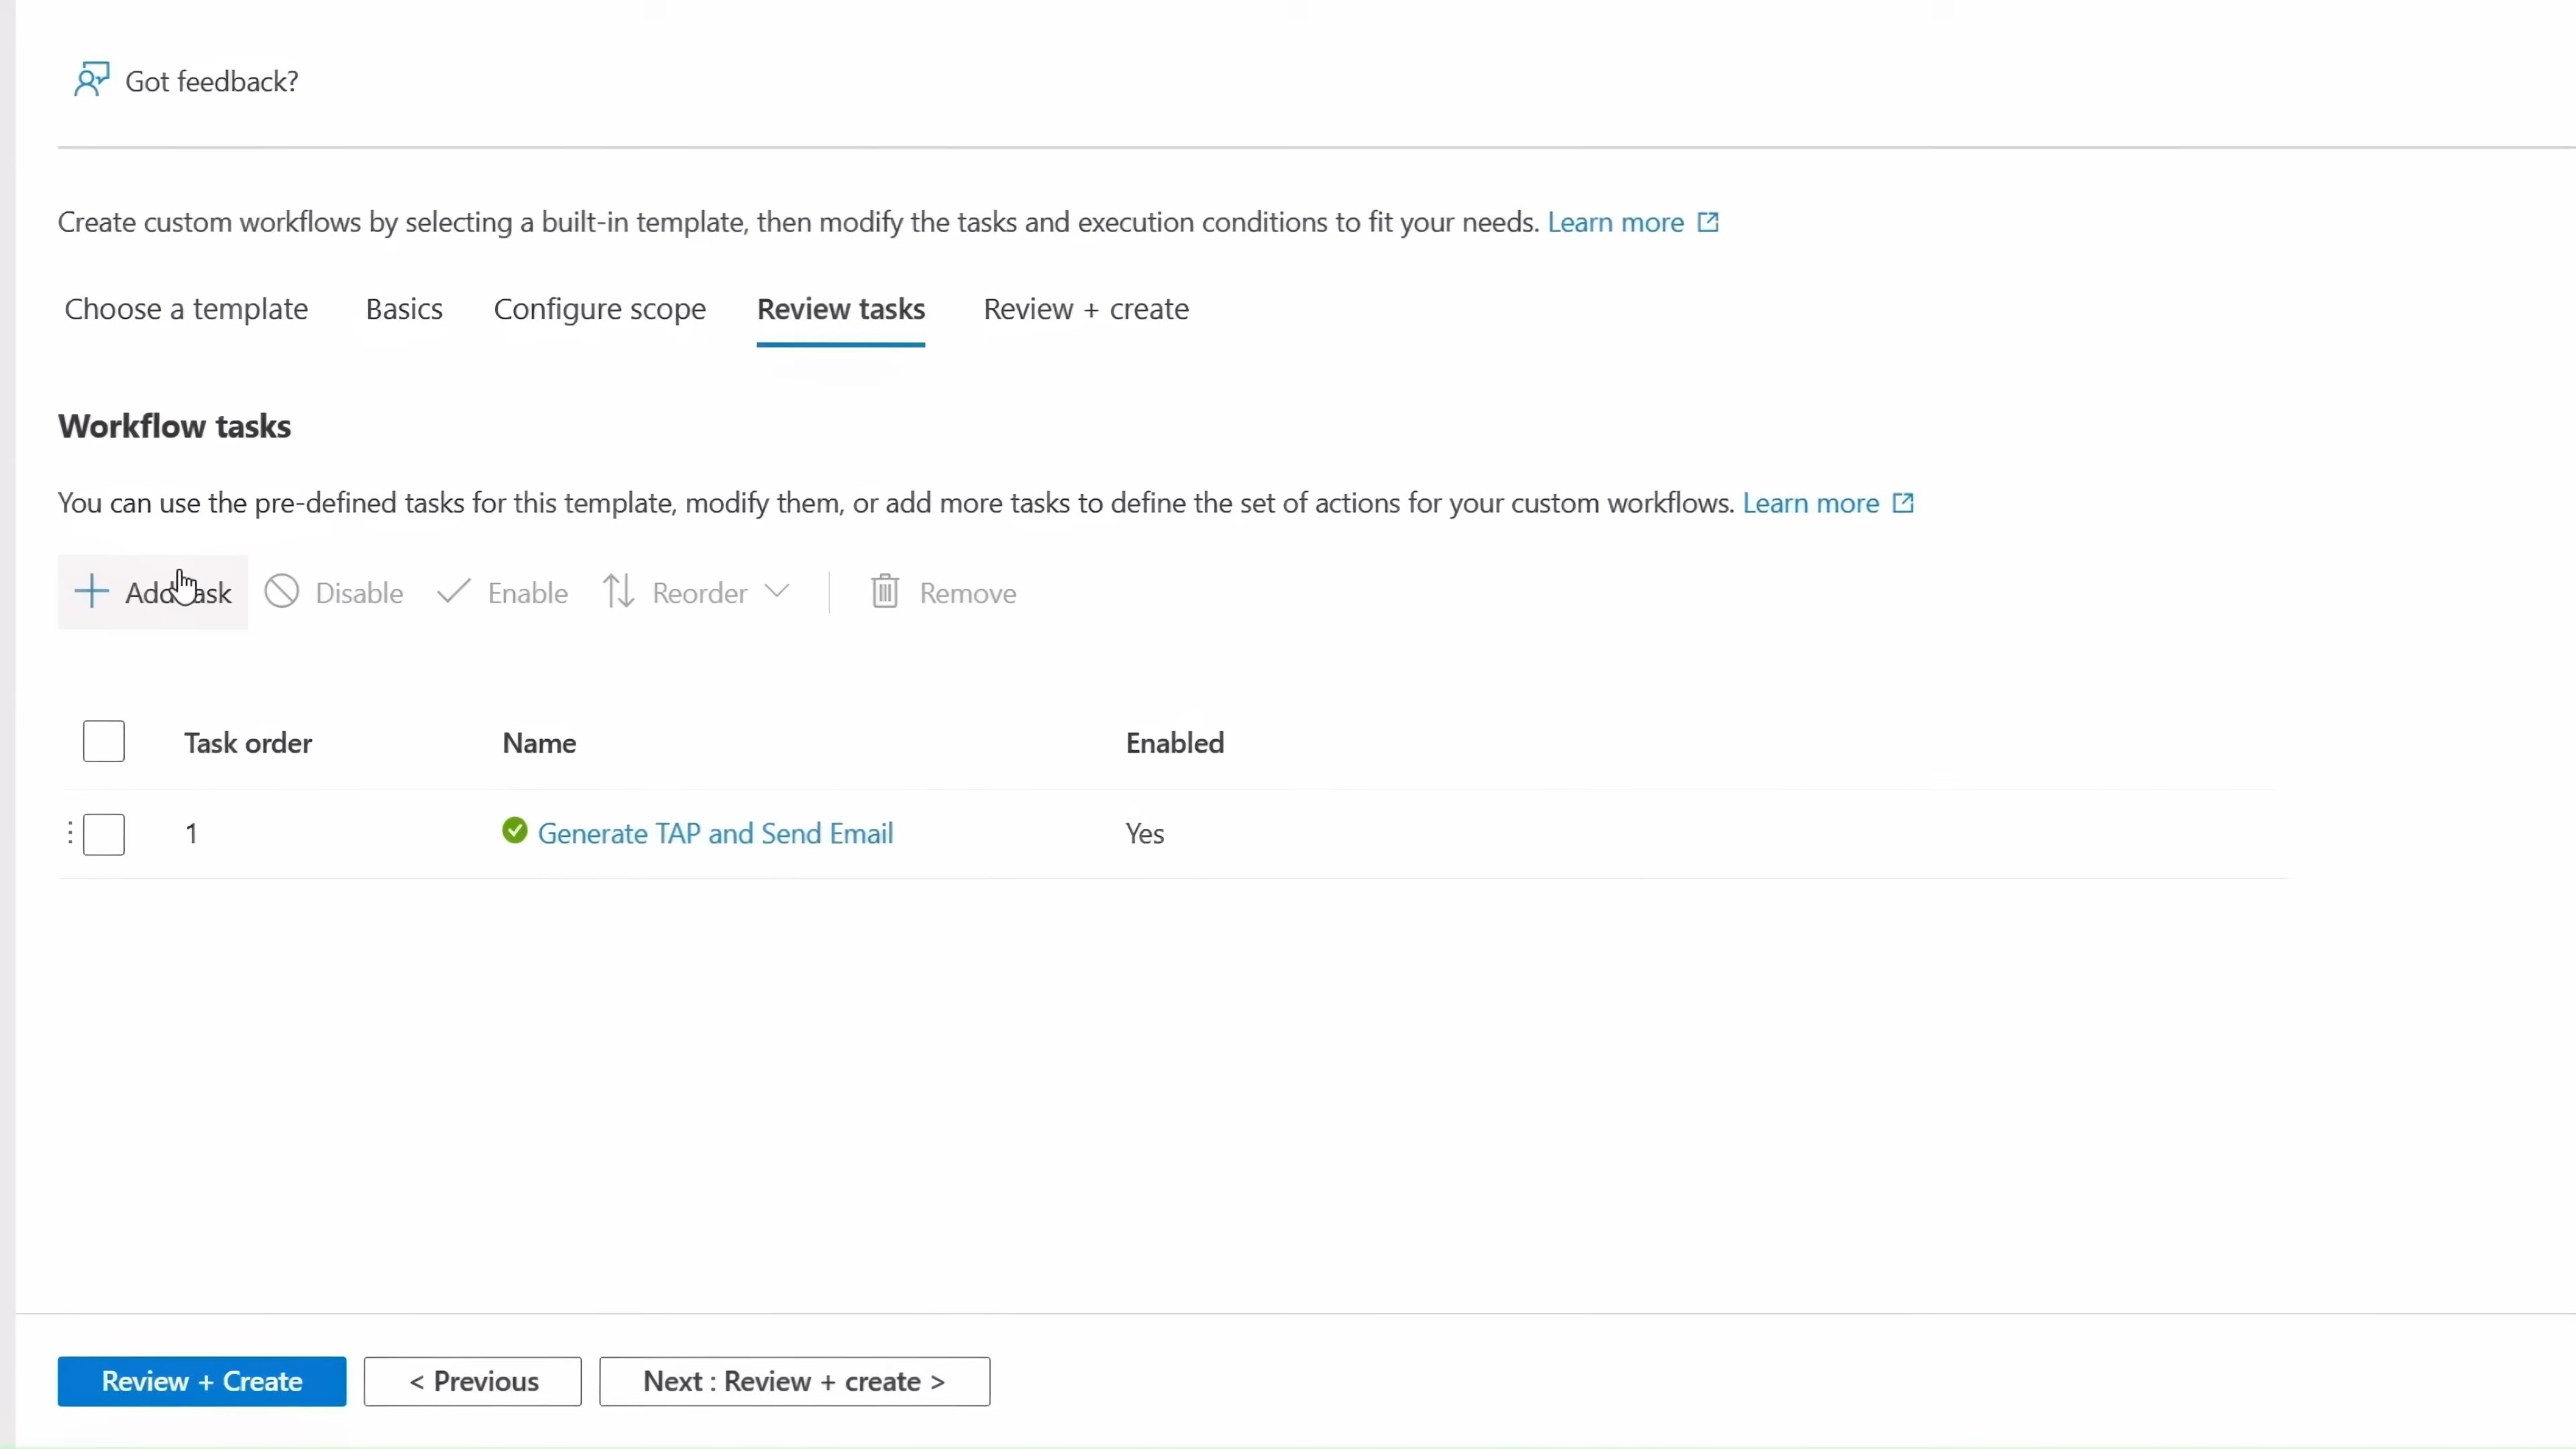 Got feedback?
Create custom workflows by selecting a built-in template, then modify the tasks and execution conditions to fit your needs. Learn more
Choose a template Basics Configure scope Review tasks Review + create
Workflow tasks
You can use the pre-defined tasks for this template, modify them, or add more tasks to define the set of actions for your custom workflows. Learn more
Add task Disable Enable Reorder Remove
Task order Name Enabled
1 Generate TAP and Send Email Yes
Review + Create < Previous Next : Review + create >